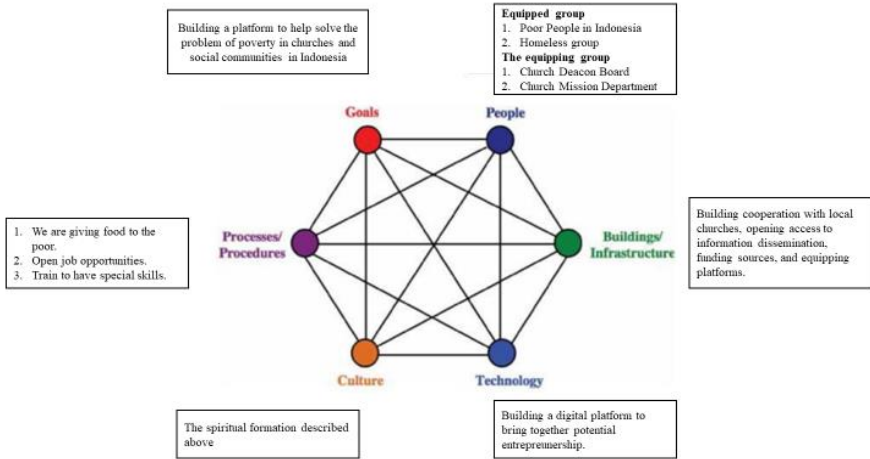 Building a platform to help solve the
problem of poverty in churches and
social communities in Indonesia
Equipped group
1. Poor People in Indonesia
2. Homeless group
The equipping group
1. Church Deacon Board
2. Church Mission Department
Goals
People
1. We are giving food to the
poor.
2. Open job opportunities.
3. Train to have special skills.
Processes/
Procedures
Buildings/
Infrastructure
Building cooperation with local
churches, opening access to
information dissemination,
funding sources, and equipping
platforms.
Culture
Technology
The spiritual formation described
above
Building a digital platform to
bring together potential
entrepreunership.